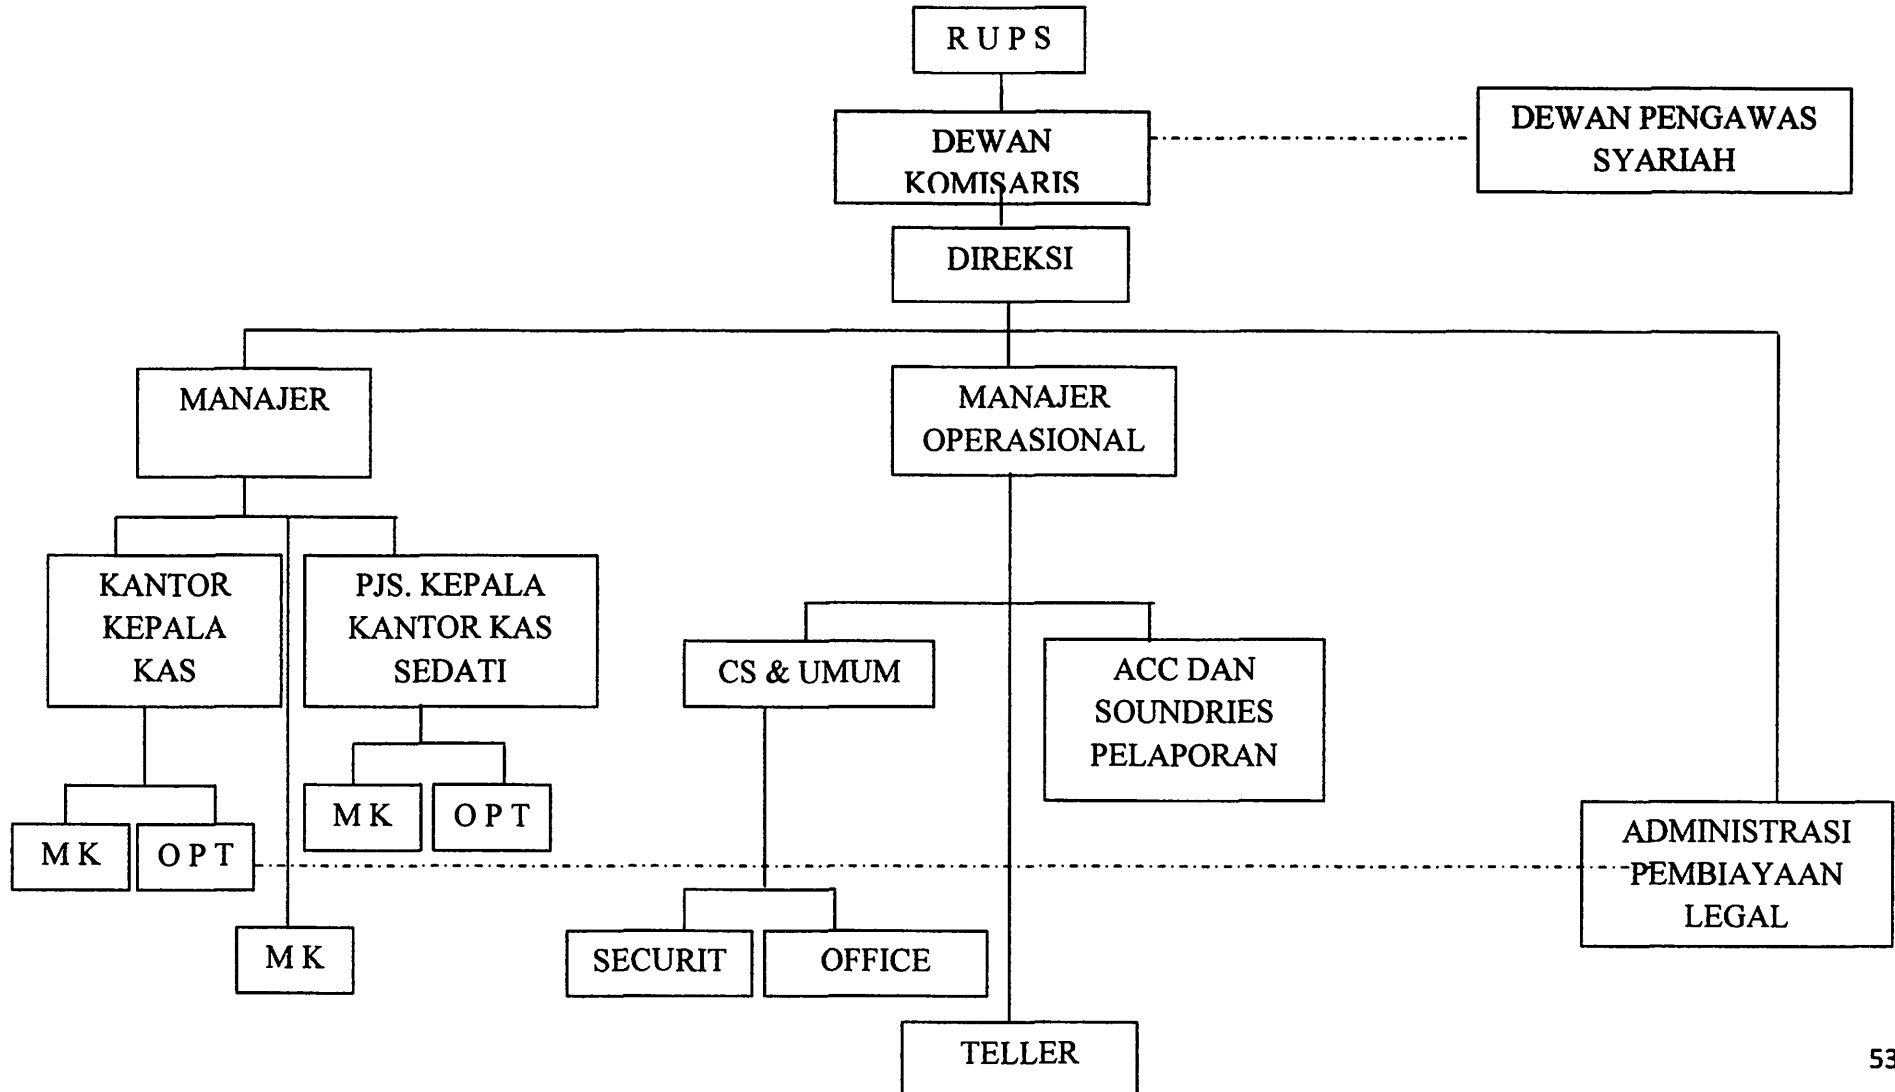 R U P S
DEWAN
KOMISARIS
DEWAN PENGAWAS
SYARIAH
DIREKSI
MANAJER
MANAJER
OPERASIONAL
KANTOR
KEPALA
KAS
PJS. KEPALA
KANTOR KAS
SEDATI
CS & UMUM
ACC DAN
SOUNDRIES
PELAPORAN
M K
O P T
M K
O P T
ADMINISTRASI
PEMBIAYAAN
LEGAL
M K
SECURIT
OFFICE
TELLER
53